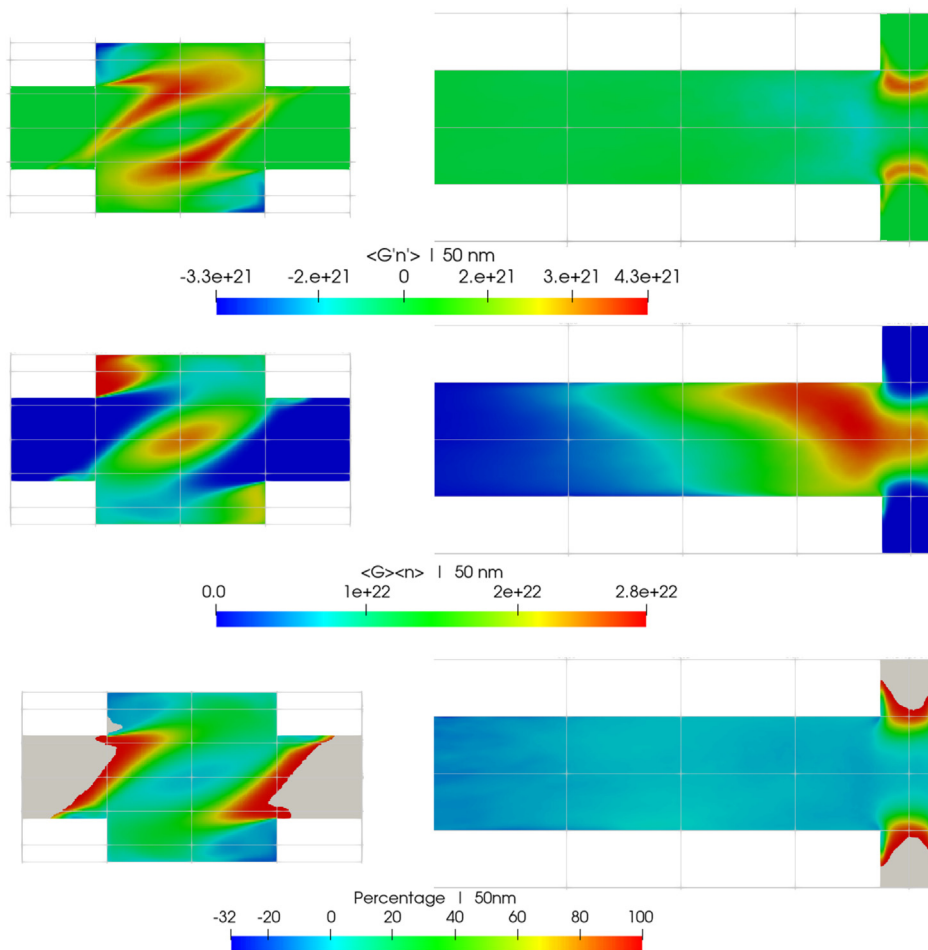 <G'n'> | 50 nm
-3.3e+21 -2.e+21 0 2.e+21 3.e+21 4.3e+21
<G><n> | 50 nm
0.0 1e+22 2e+22 2.8e+22
Percentage | 50nm
-32 -20 0 20 40 60 80 100